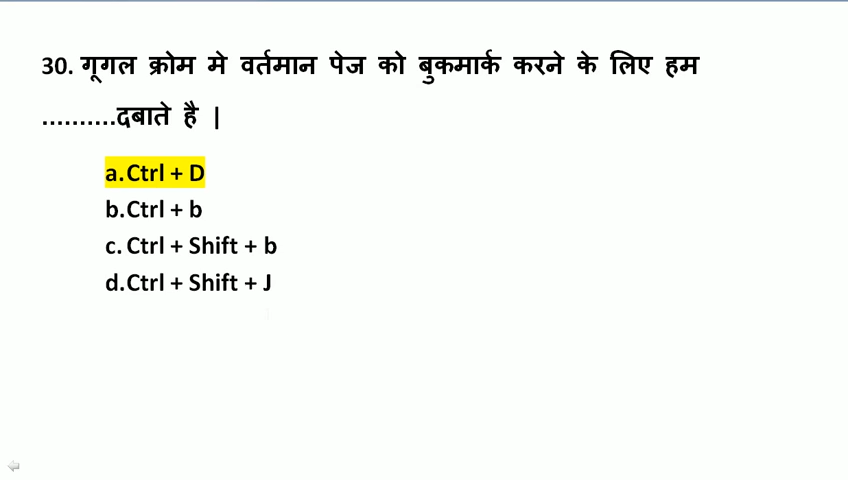 30. गूगल क्रोम मे वर्तमान पेज को बुकमार्क करने के लिए हम
..........दबाते है |
a.Ctrl + D
b.Ctrl + b
c. Ctrl + Shift + b
d.Ctrl + Shift + J